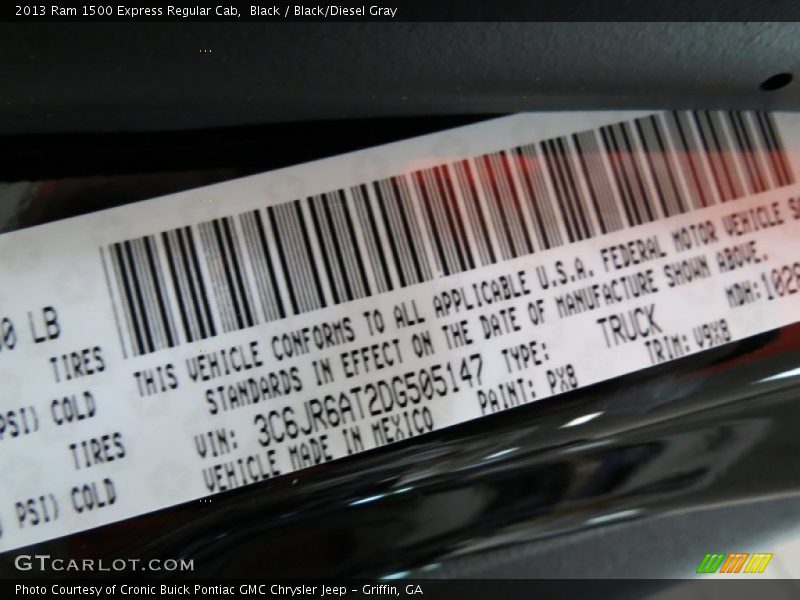 2013 Ram 1500 Express Regular Cab,  Black / Black/Diesel Gray
0 LB
TIRES
PSI) COLD
TIRES
PSI) COLD
THIS VEHICLE CONFORMS TO ALL APPLICABLE U.S.A. FEDERAL MOTOR VEHICLE
STANDARDS IN EFFECT ON THE DATE OF MANUFACTURE SHOWN ABOVE.
VIN: 3C6JR6AT2DG505147 TYPE: TRUCK MDH:1026
VEHICLE MADE IN MEXICO PAINT: PX8 TRIM: V9X8
GTCARLOT.COM
Photo Courtesy of Cronic Buick Pontiac GMC Chrysler Jeep - Griffin, GA